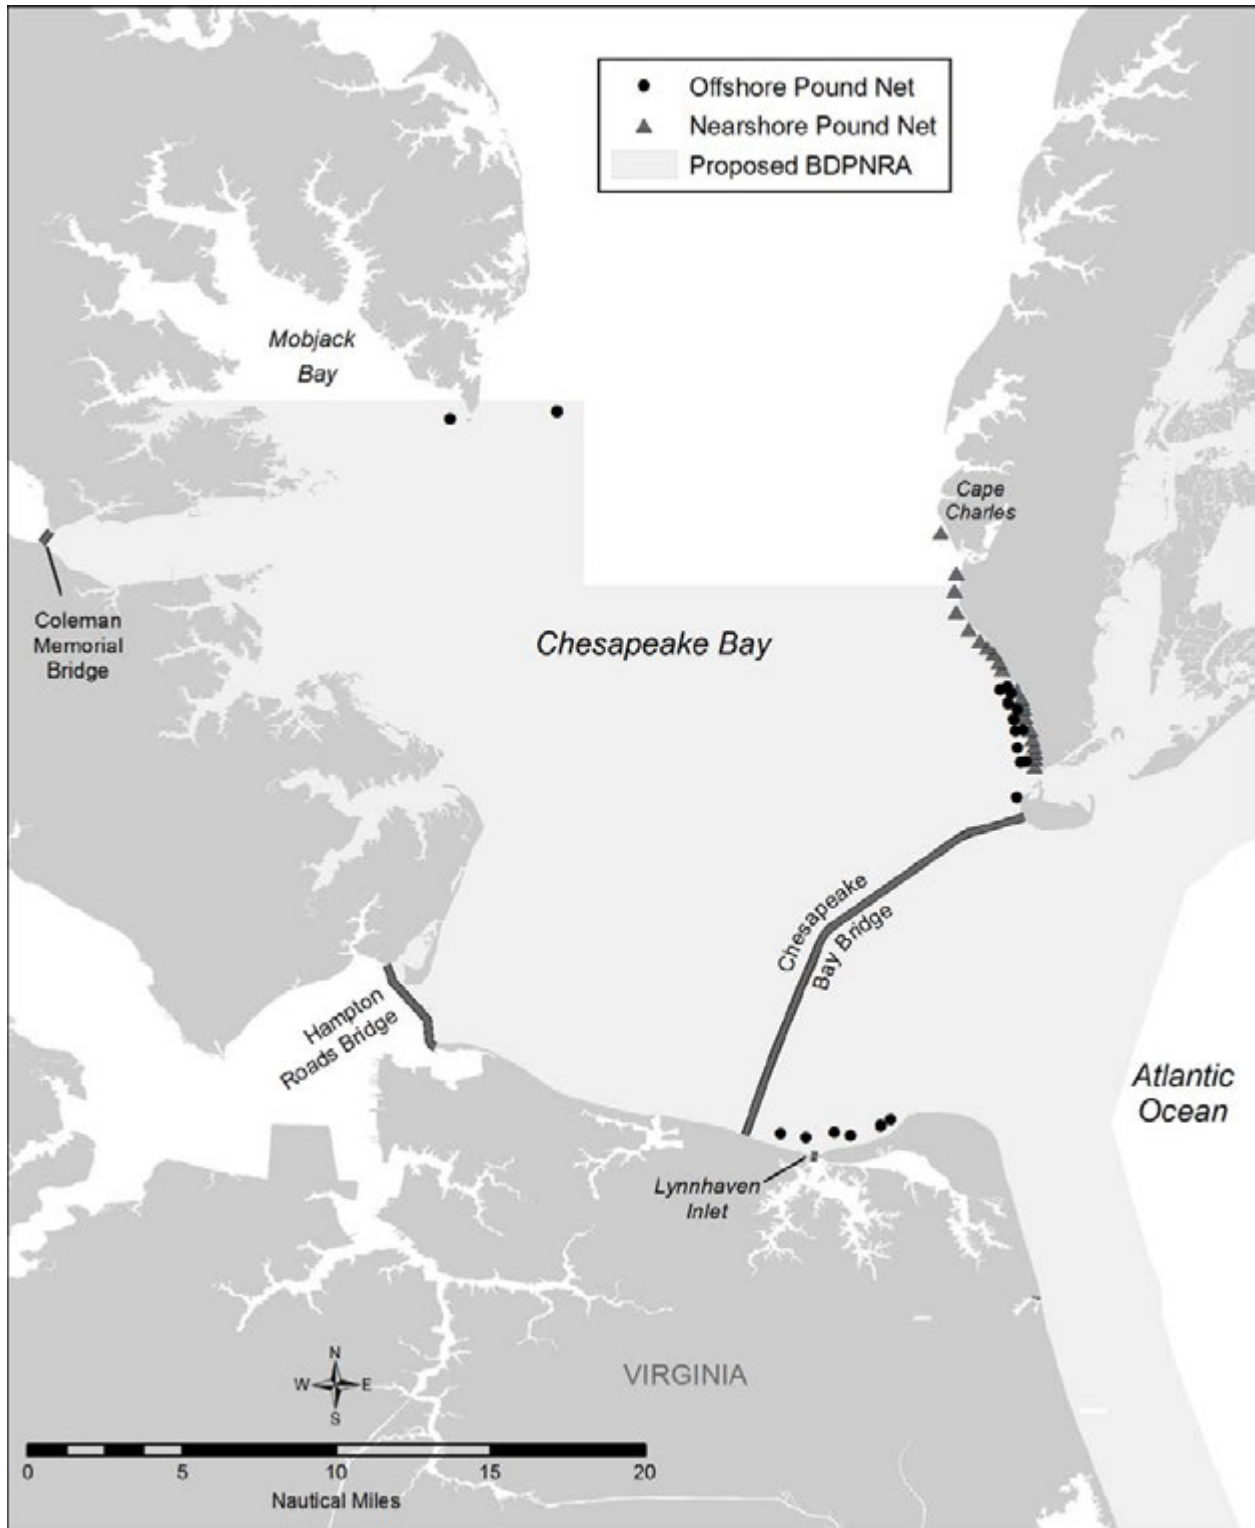 Offshore Pound Net
Nearshore Pound Net
Proposed BDPNRA
Mobjack
Bay
Cape
Charles
Coleman
Memorial
Bridge
Chesapeake Bay
Chesapeake
Bay Bridge
Hampton
Roads Bridge
Atlantic
Ocean
Lynnhaven
Inlet
VIRGINIA
N
W E
S
0 5 10 15 20
Nautical Miles